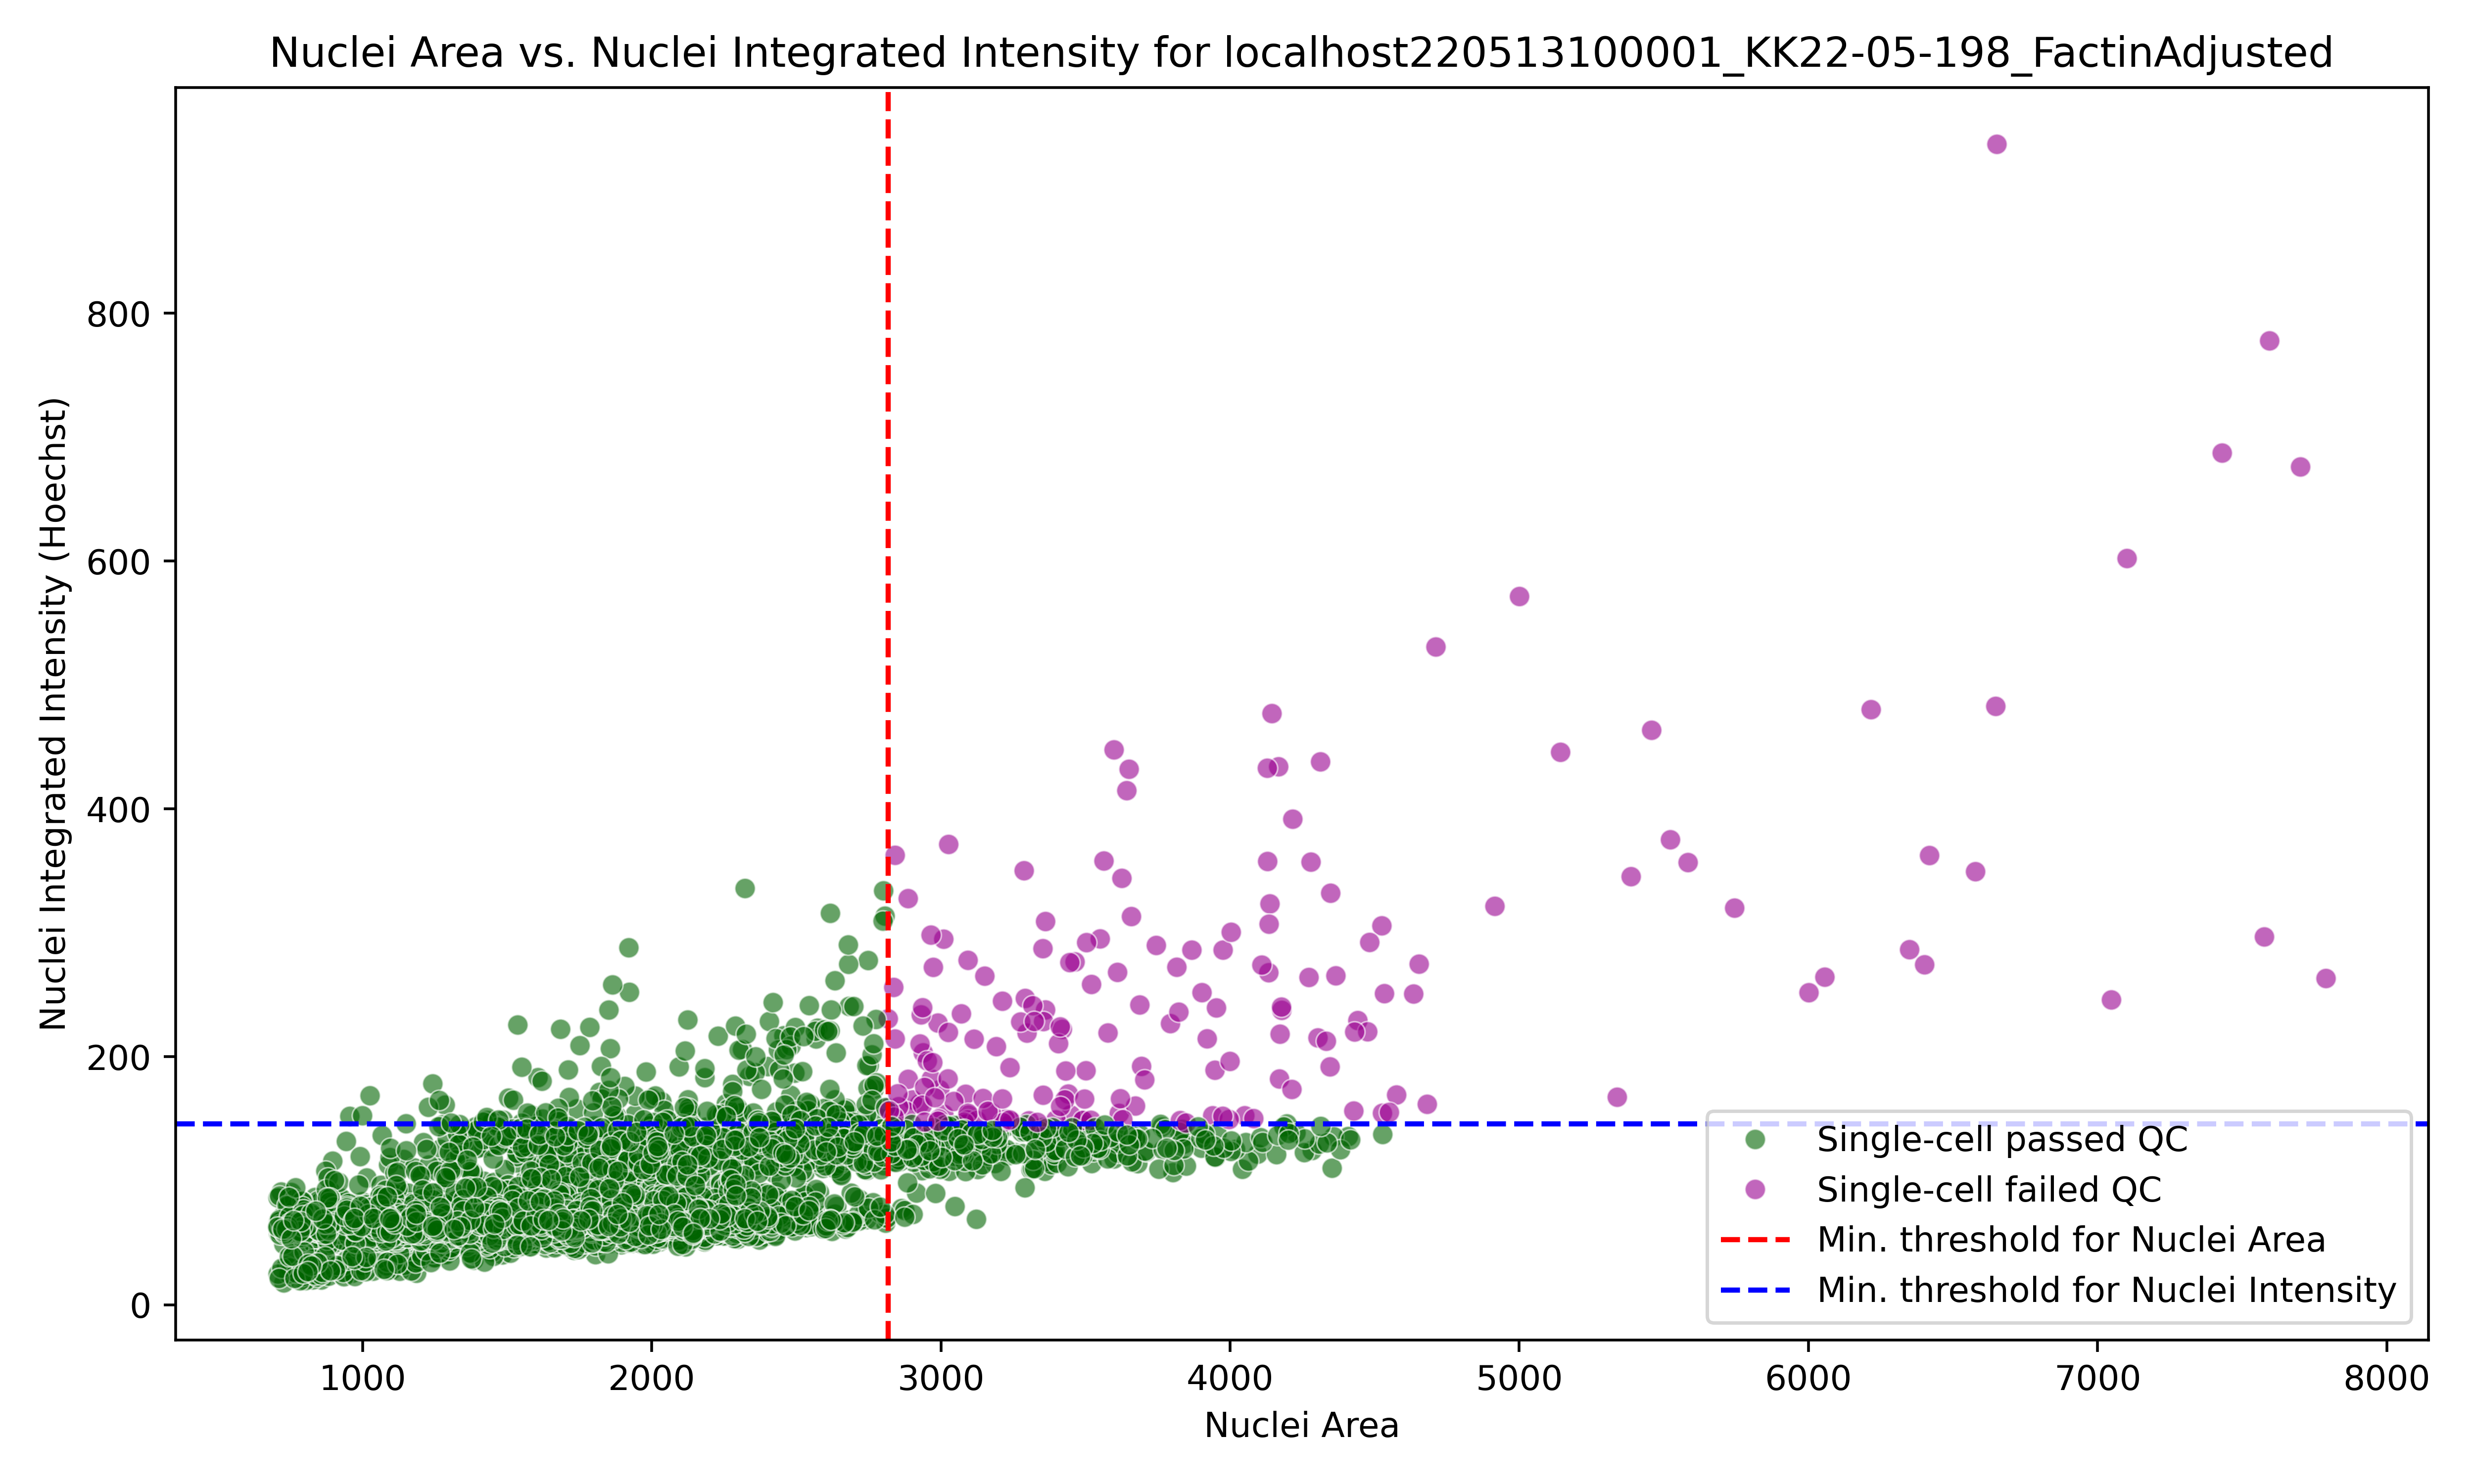 Nuclei Area vs. Nuclei Integrated Intensity for localhost220513100001_KK22-05-198_FactinAdjusted
Nuclei Integrated Intensity (Hoechst)
800
600
400
200
0
Single-cell passed QC
Single-cell failed QC
Min. threshold for Nuclei Area
Min. threshold for Nuclei Intensity
1000 2000 3000 4000 5000 6000 7000 8000
Nuclei Area